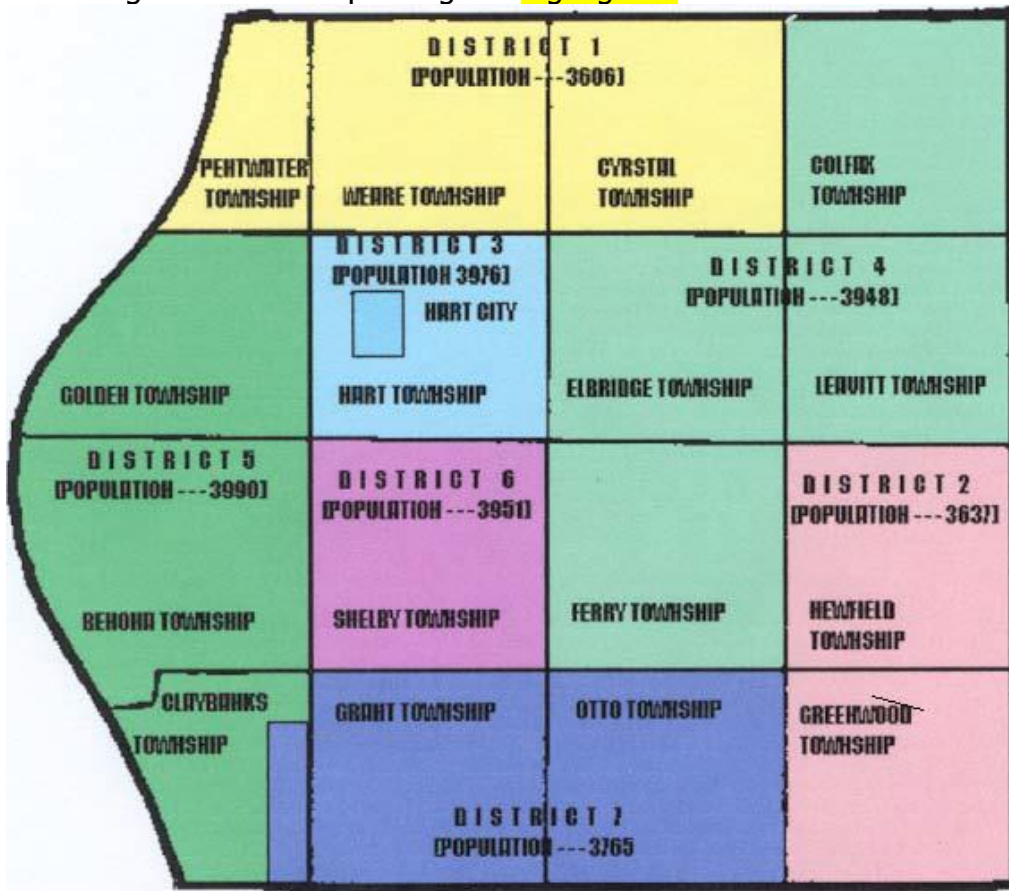 DISTRICT 1
[POPULATION---3606]
PENTWATER
TOWNSHIP
WEARE TOWNSHIP
CYRSTAL
TOWNSHIP
COLFAX
TOWNSHIP
DISTRICT 3
[POPULATION 3976]
HART CITY
DISTRICT 4
[POPULATION---3948]
GOLDEN TOWNSHIP
HART TOWNSHIP
ELBRIDGE TOWNSHIP
LEAVITT TOWNSHIP
DISTRICT 5
[POPULATION---3990]
DISTRICT 6
[POPULATION---3951]
DISTRICT 2
[POPULATION---3637]
BENONA TOWNSHIP
SHELBY TOWNSHIP
FERRY TOWNSHIP
NEWFIELD
TOWNSHIP
CLAYBANKS
TOWNSHIP
GRANT TOWNSHIP
OTTO TOWNSHIP
GREENWOOD
TOWNSHIP
DISTRICT 7
[POPULATION---3765